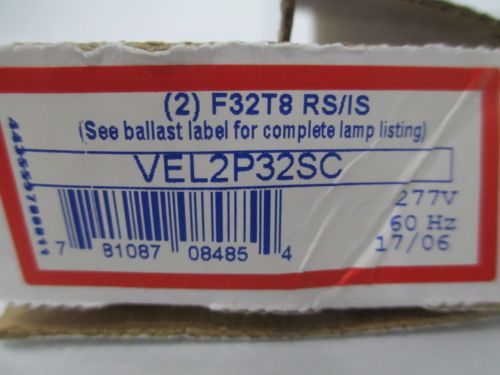 (2) F32T8 RS/IS
(See ballast label for complete lamp listing)
VEL2P32SC
277V
60 Hz
17/06
7 81087 08485 4